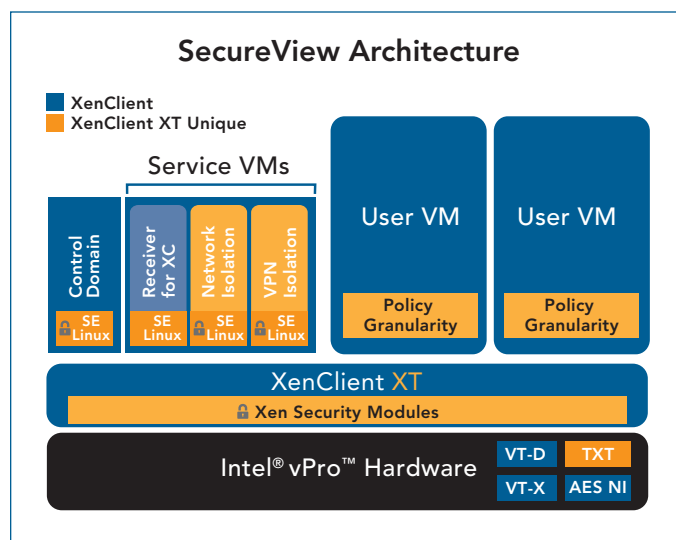 SecureView Architecture
XenClient
XenClient XT Unique
Service VMs
Control
Domain
SE
Linux
Receiver
for XC
SE
Linux
Network
Isolation
SE
Linux
VPN
Isolation
SE
Linux
User VM
Policy
Granularity
User VM
Policy
Granularity
XenClient XT
Xen Security Modules
Intel® vPro™ Hardware
VT-D
TXT
VT-X
AES NI